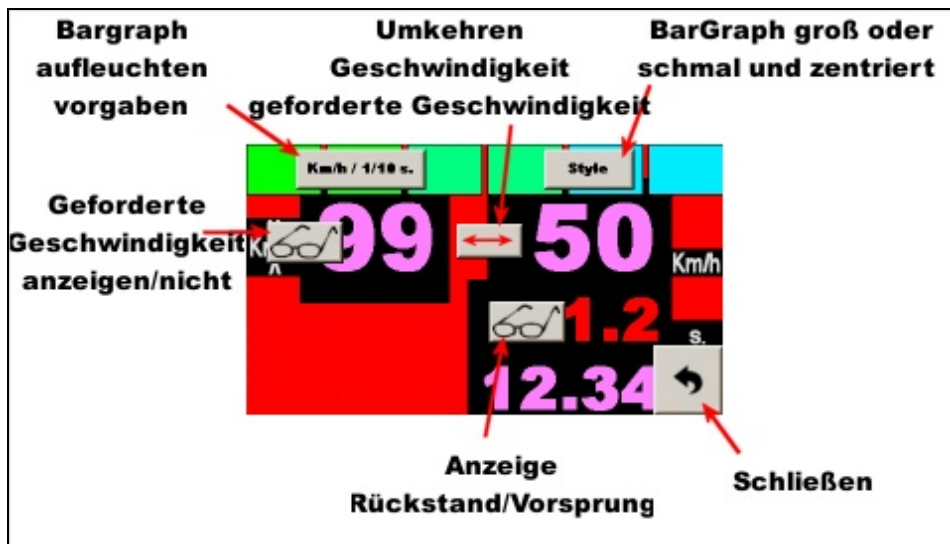 Bargraph
aufleuchten
vorgaben
Umkehren
Geschwindigkeit
geforderte Geschwindigkeit
BarGraph groß oder
schmal und zentriert
Km/h / 1/10 s.
Style
Geforderte
Geschwindigkeit
anzeigen/nicht
99
50
Km/h
1.2
s.
12.34
Anzeige
Rückstand/Vorsprung
Schließen